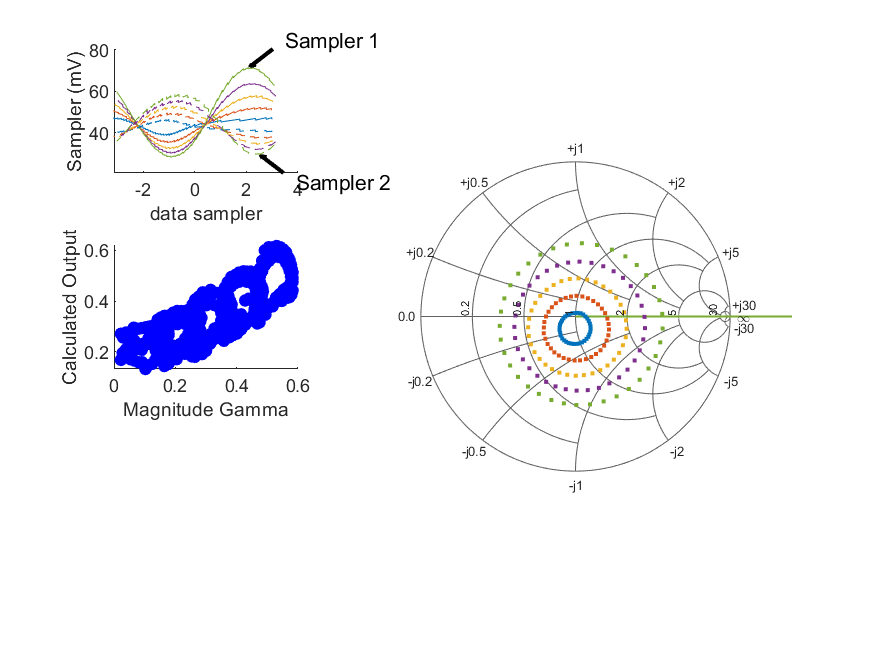 Sampler 1
80
60
40
Sampler (mV)
-2
0
2
4
Sampler 2
data sampler
0.6
0.4
0.2
Calculated Output
0
0.2
0.4
0.6
Magnitude Gamma
+j1
+j0.5
+j2
+j0.2
+j5
0.0
0.2
0.5
1
2
5
30
+j30
∞
-j30
-j0.2
-j5
-j0.5
-j2
-j1